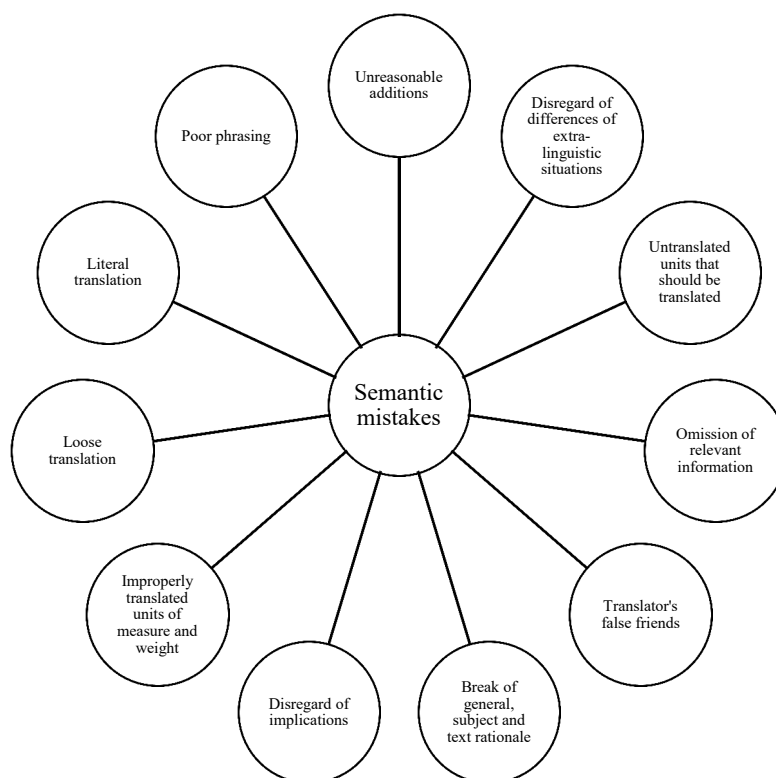 Unreasonable
additions
Disregard of
differences of
extra-
linguistic
situations
Untranslated
units that
should be
translated
Omission of
relevant
information
Translator's
false friends
Break of
general,
subject and
text rationale
Disregard of
implications
Improperly
translated
units of
measure and
weight
Loose
translation
Literal
translation
Poor phrasing
Semantic
mistakes